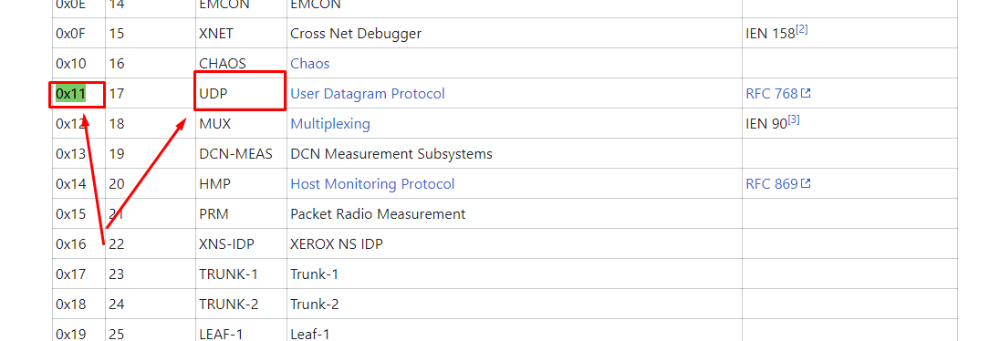 0x0E 14 EMCON EMCON
0x0F 15 XNET Cross Net Debugger IEN 158[2]
0x10 16 CHAOS Chaos
0x11 17 UDP User Datagram Protocol RFC 768
0x12 18 MUX Multiplexing IEN 90[3]
0x13 19 DCN-MEAS DCN Measurement Subsystems
0x14 20 HMP Host Monitoring Protocol RFC 869
0x15 21 PRM Packet Radio Measurement
0x16 22 XNS-IDP XEROX NS IDP
0x17 23 TRUNK-1 Trunk-1
0x18 24 TRUNK-2 Trunk-2
0x19 25 LEAF-1 Leaf-1